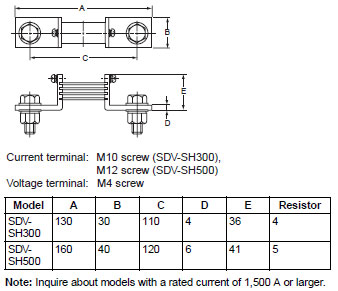 A
B
C
E
D
Current terminal: M10 screw (SDV-SH300),
M12 screw (SDV-SH500)
Voltage terminal: M4 screw
Model A B C D E Resistor
SDV-SH300 130 30 110 4 36 4
SDV-SH500 160 40 120 6 41 5
Note: Inquire about models with a rated current of 1,500 A or larger.